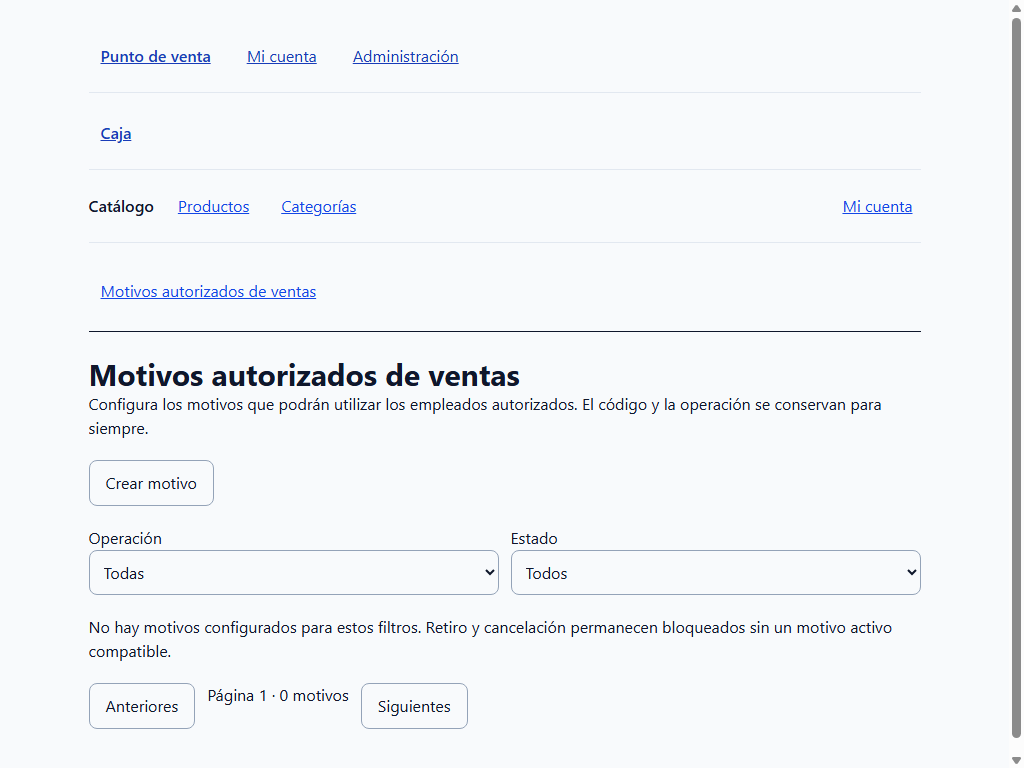 Punto de venta Mi cuenta Administración
Caja
Catálogo Productos Categorías Mi cuenta
Motivos autorizados de ventas
Motivos autorizados de ventas
Configura los motivos que podrán utilizar los empleados autorizados. El código y la operación se conservan para
siempre.
Crear motivo
Operación Estado
Todas Todos
No hay motivos configurados para estos filtros. Retiro y cancelación permanecen bloqueados sin un motivo activo
compatible.
Anteriores Página 1 · 0 motivos Siguientes